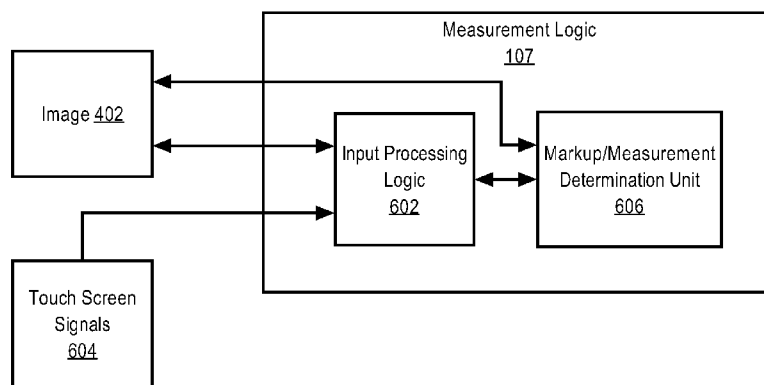 Measurement Logic
107
Image 402
Input Processing
Logic
602
Markup/Measurement
Determination Unit
606
Touch Screen
Signals
604